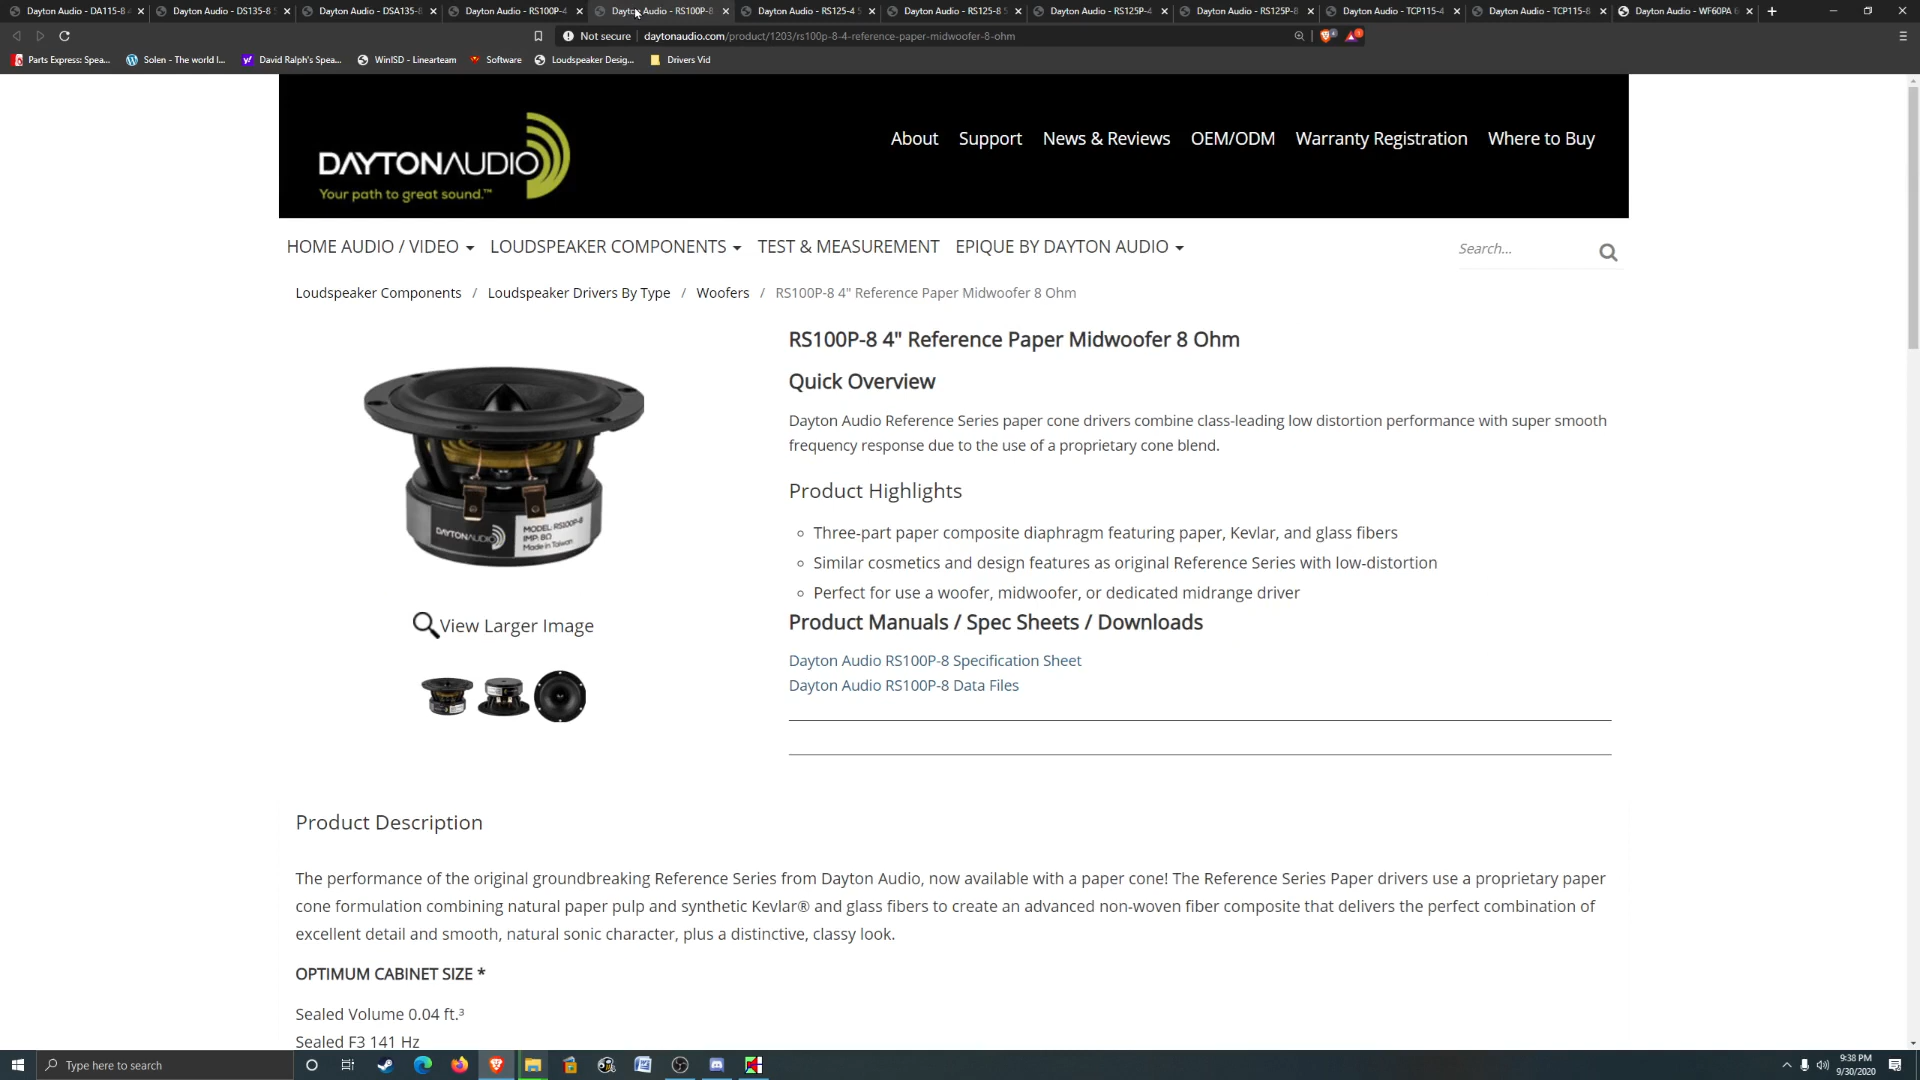 Dayton Audio - DA115-8
Dayton Audio - DS135-8
Dayton Audio - DSA135-8
Dayton Audio - RS100P-4
Dayton Audio - RS100P-8
Dayton Audio - RS125-4
Dayton Audio - RS125-8
Dayton Audio - RS125P-4
Dayton Audio - RS125P-8
Dayton Audio - TCP115-4
Dayton Audio - TCP115-8
Dayton Audio - WF60PA
Not secure | daytonaudio.com/product/1203/rs100p-8-4-reference-paper-midwoofer-8-ohm
Parts Express: Spea... Solen - The world l... David Ralph's Spea... WinISD - Linearteam Software Loudspeaker Desig... Drivers Vid
DAYTONAUDIO
Your path to great sound.™
About Support News & Reviews OEM/ODM Warranty Registration Where to Buy
HOME AUDIO / VIDEO LOUDSPEAKER COMPONENTS TEST & MEASUREMENT EPIQUE BY DAYTON AUDIO Search...
Loudspeaker Components / Loudspeaker Drivers By Type / Woofers / RS100P-8 4" Reference Paper Midwoofer 8 Ohm
RS100P-8 4" Reference Paper Midwoofer 8 Ohm
Quick Overview
Dayton Audio Reference Series paper cone drivers combine class-leading low distortion performance with super smooth
frequency response due to the use of a proprietary cone blend.
Product Highlights
Three-part paper composite diaphragm featuring paper, Kevlar, and glass fibers
Similar cosmetics and design features as original Reference Series with low-distortion
Perfect for use a woofer, midwoofer, or dedicated midrange driver
Product Manuals / Spec Sheets / Downloads
Dayton Audio RS100P-8 Specification Sheet
Dayton Audio RS100P-8 Data Files
DAYTONAUDIO
MODEL: RS100P-8
IMP: 8Ω
Made in Taiwan
View Larger Image
Product Description
The performance of the original groundbreaking Reference Series from Dayton Audio, now available with a paper cone! The Reference Series Paper drivers use a proprietary paper
cone formulation combining natural paper pulp and synthetic Kevlar® and glass fibers to create an advanced non-woven fiber composite that delivers the perfect combination of
excellent detail and smooth, natural sonic character, plus a distinctive, classy look.
OPTIMUM CABINET SIZE *
Sealed Volume 0.04 ft.³
Sealed F3 141 Hz
Type here to search
9:38 PM
9/30/2020